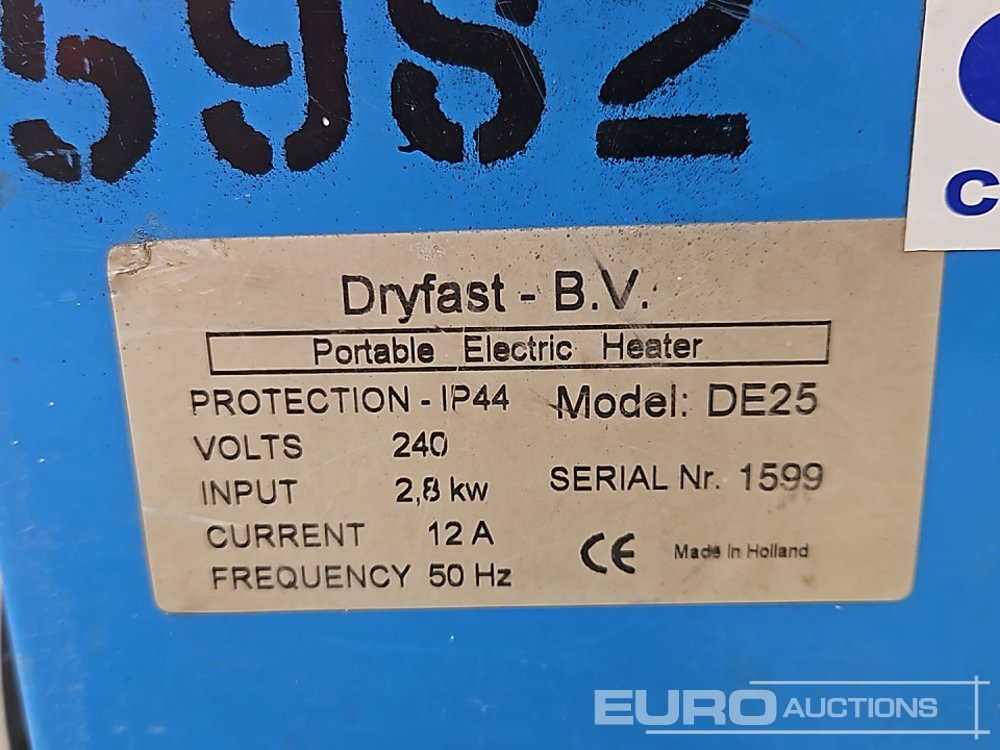 5952
C
Dryfast - B.V.
Portable Electric Heater
PROTECTION - IP44 Model: DE25
VOLTS 240
INPUT 2,8 kw
SERIAL Nr. 1599
CURRENT 12 A
FREQUENCY 50 Hz
CE Made In Holland
EURO AUCTIONS